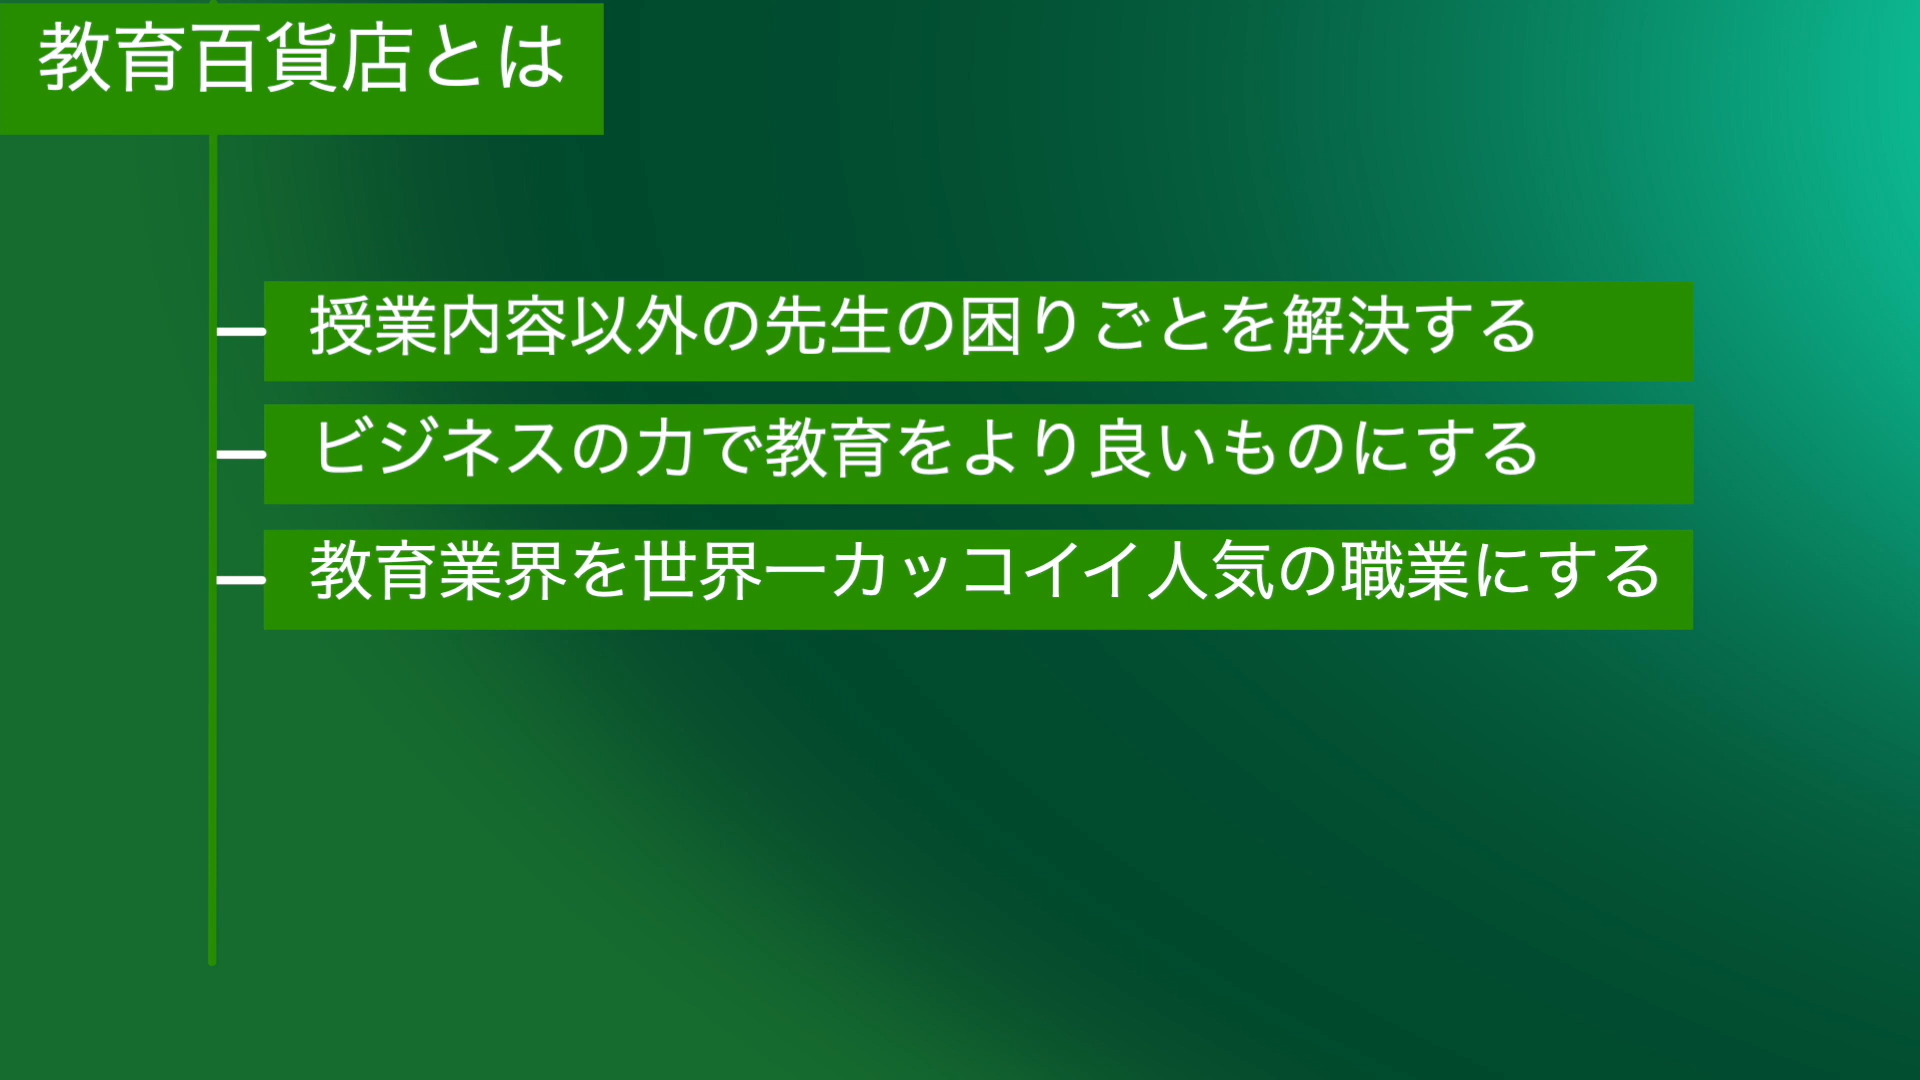 教育百貨店とは
授業内容以外の先生の困りごとを解決する
ビジネスの力で教育をより良いものにする
教育業界を世界一カッコイイ人気の職業にする